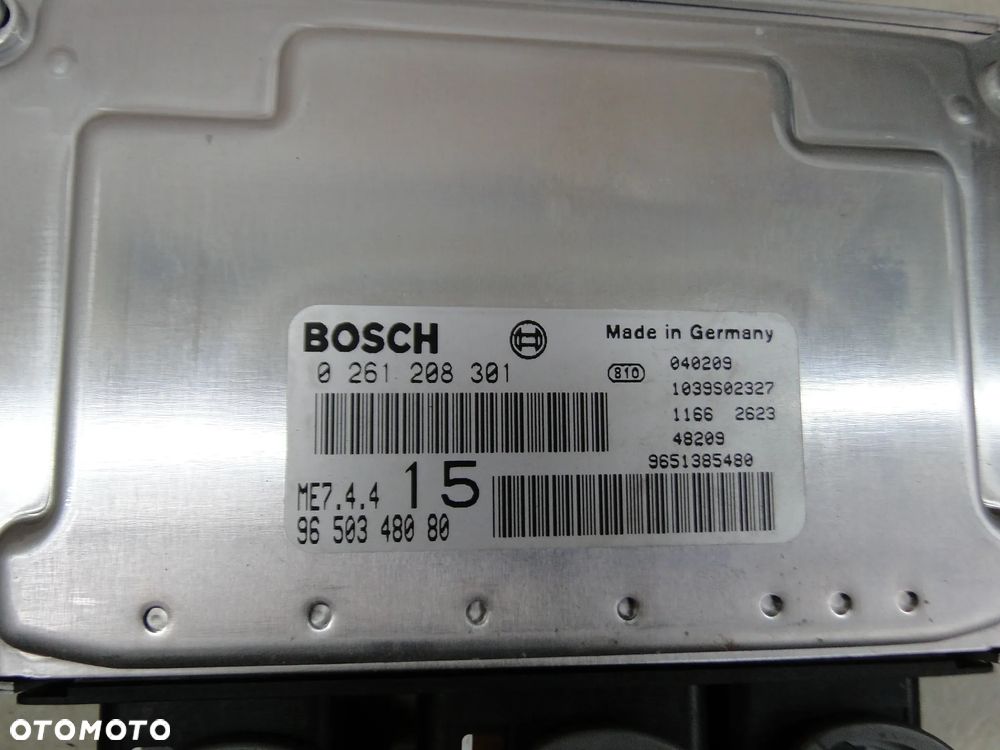 BOSCH
Made in Germany
0 261 208 301
810
040209
1039S02327
1166 2623
48209
9651385480
ME7.4.4 15
96 503 480 80
OTOMOTO